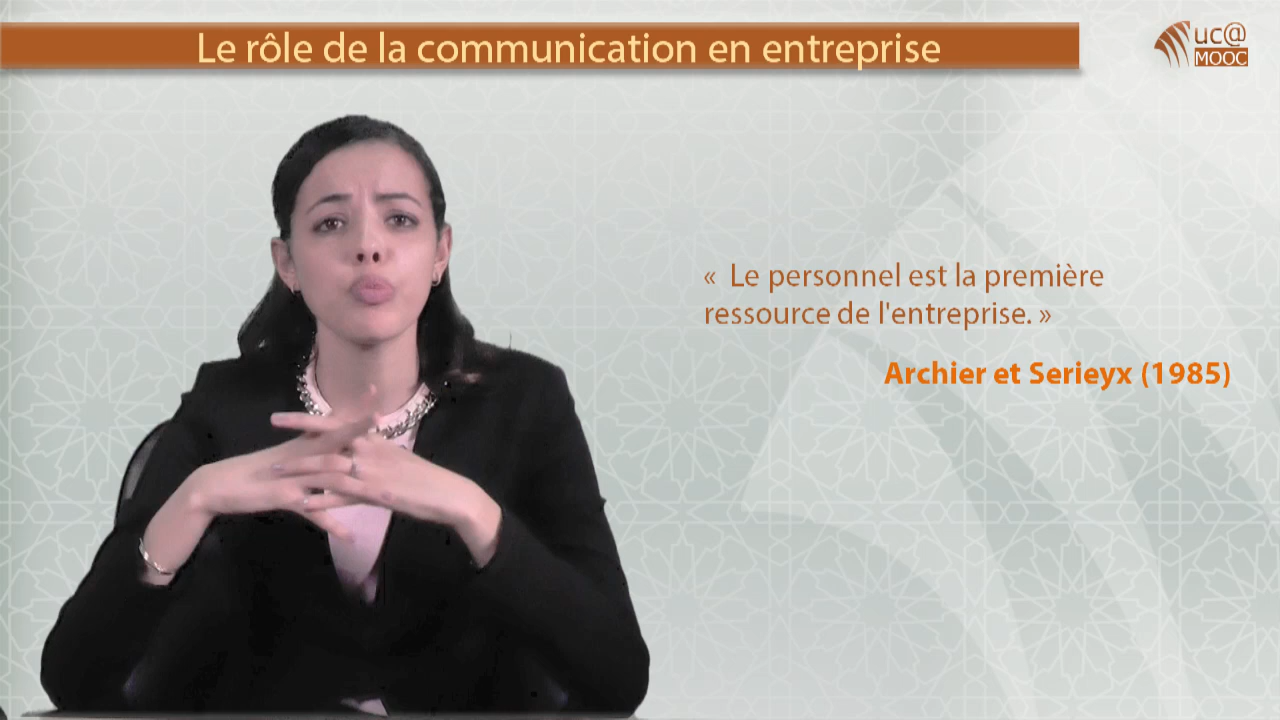 Le rôle de la communication en entreprise
uc@
MOOC
« Le personnel est la première
ressource de l'entreprise. »
Archier et Serieyx (1985)